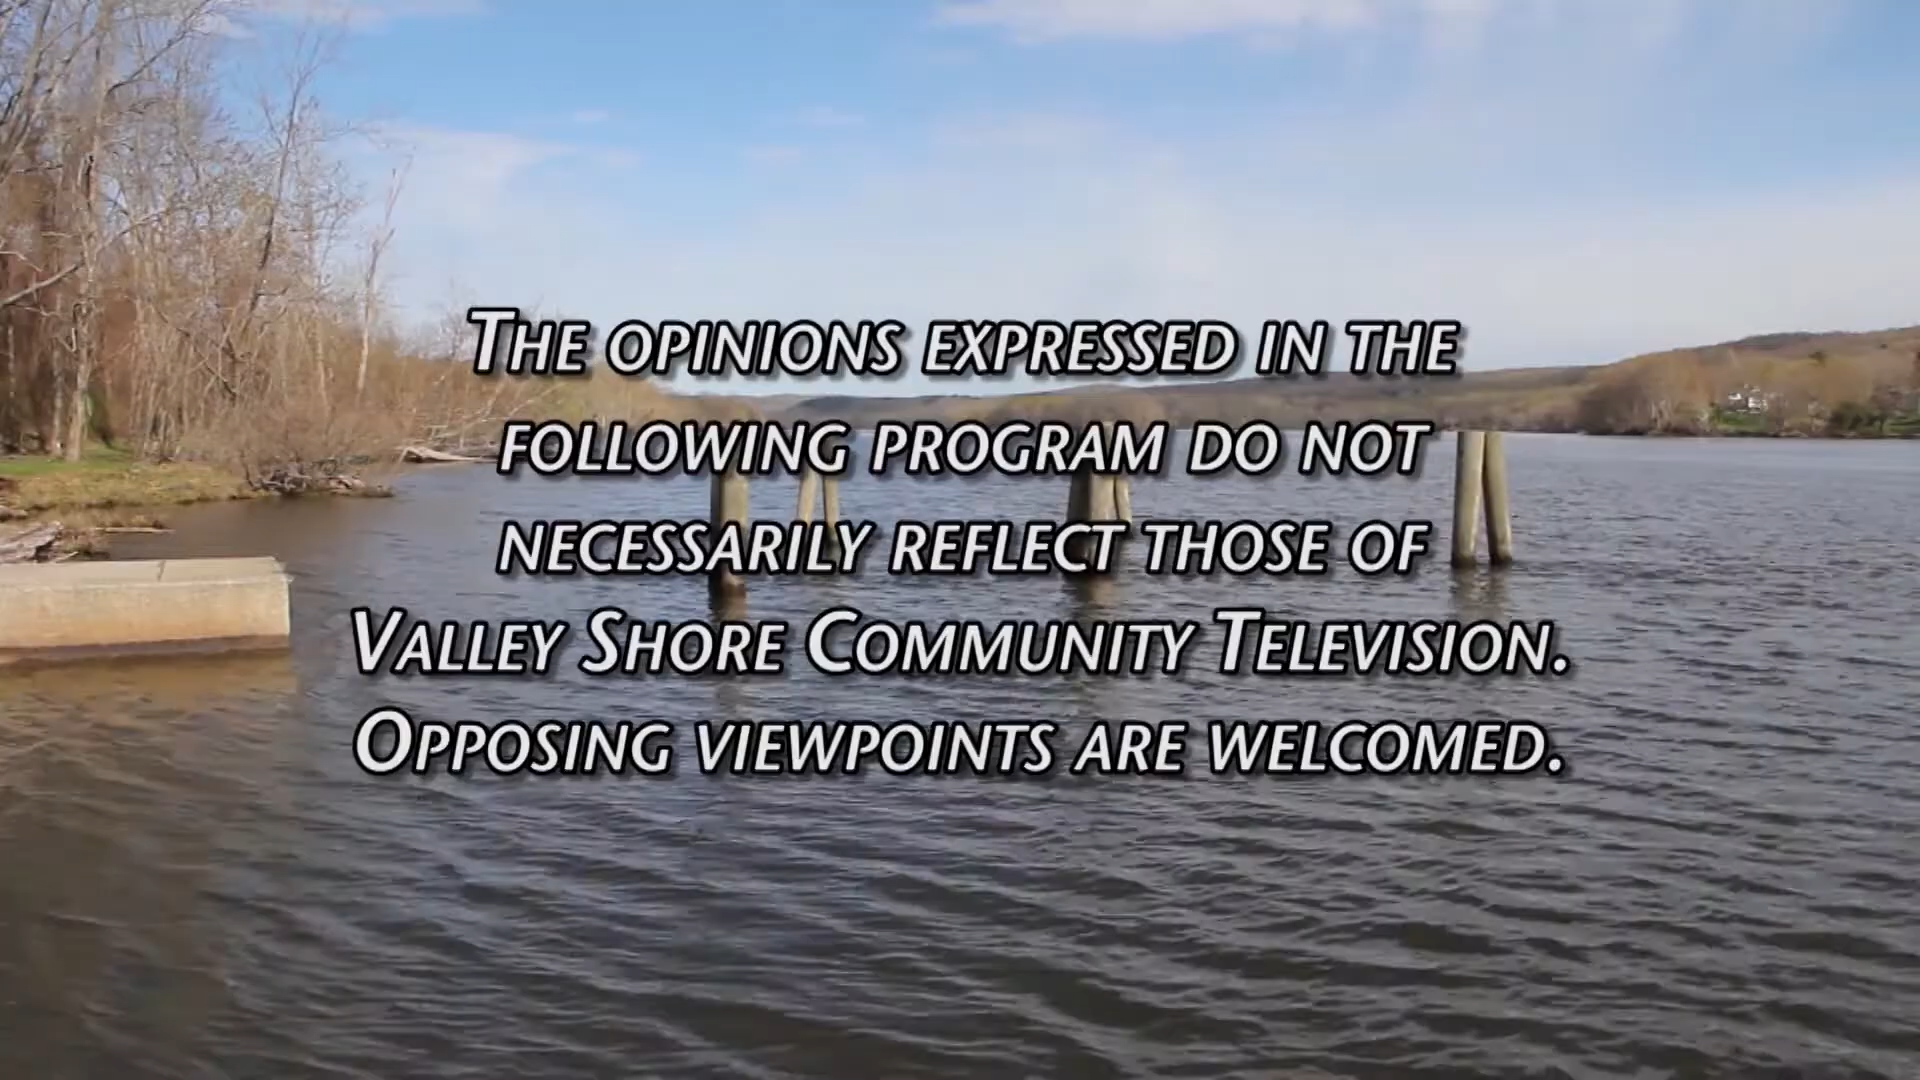 The opinions expressed in the
following program do not
necessarily reflect those of
Valley Shore Community Television.
Opposing viewpoints are welcomed.